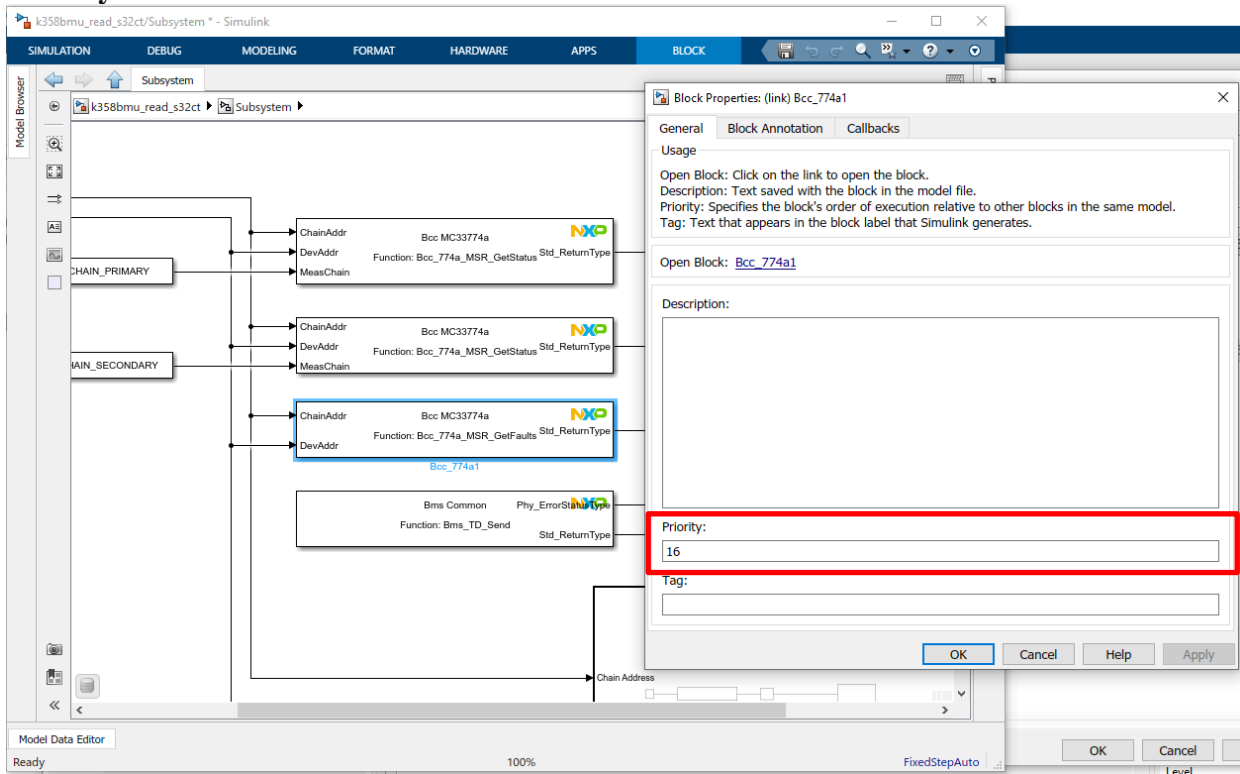 k358bmu_read_s32ct/Subsystem * - Simulink
SIMULATION DEBUG MODELING FORMAT HARDWARE APPS BLOCK
Subsystem
Model Browser
k358bmu_read_s32ct Subsystem
ChainAddr
DevAddr
MeasChain
Bcc MC33774a
Function: Bcc_774a_MSR_GetStatus
NXP
Std_ReturnType
CHAIN_PRIMARY
ChainAddr
DevAddr
MeasChain
Bcc MC33774a
Function: Bcc_774a_MSR_GetStatus
NXP
Std_ReturnType
HAIN_SECONDARY
ChainAddr
DevAddr
Bcc MC33774a
Function: Bcc_774a_MSR_GetFaults
NXP
Std_ReturnType
Bcc_774a1
Bms Common
Function: Bms_TD_Send
Phy_ErrorStatusType
Std_ReturnType
Chain Address
Model Data Editor
Ready 100% FixedStepAuto
Block Properties: (link) Bcc_774a1
General Block Annotation Callbacks
Usage
Open Block: Click on the link to open the block.
Description: Text saved with the block in the model file.
Priority: Specifies the block's order of execution relative to other blocks in the same model.
Tag: Text that appears in the block label that Simulink generates.
Open Block: Bcc_774a1
Description:
Priority:
16
Tag:
OK Cancel Help Apply
OK Cancel
Level